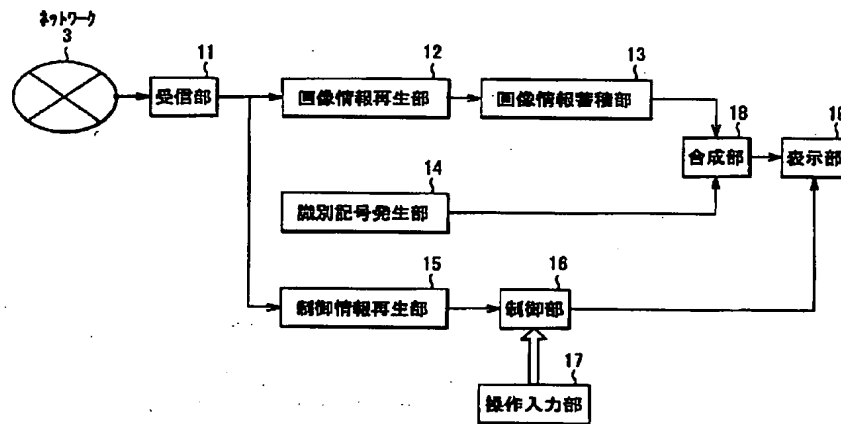 ネットワーク
3
11
受信部
12
画像情報再生部
13
画像情報蓄積部
18
合成部
表示部
14
識別記号発生部
15
制御情報再生部
16
制御部
17
操作入力部